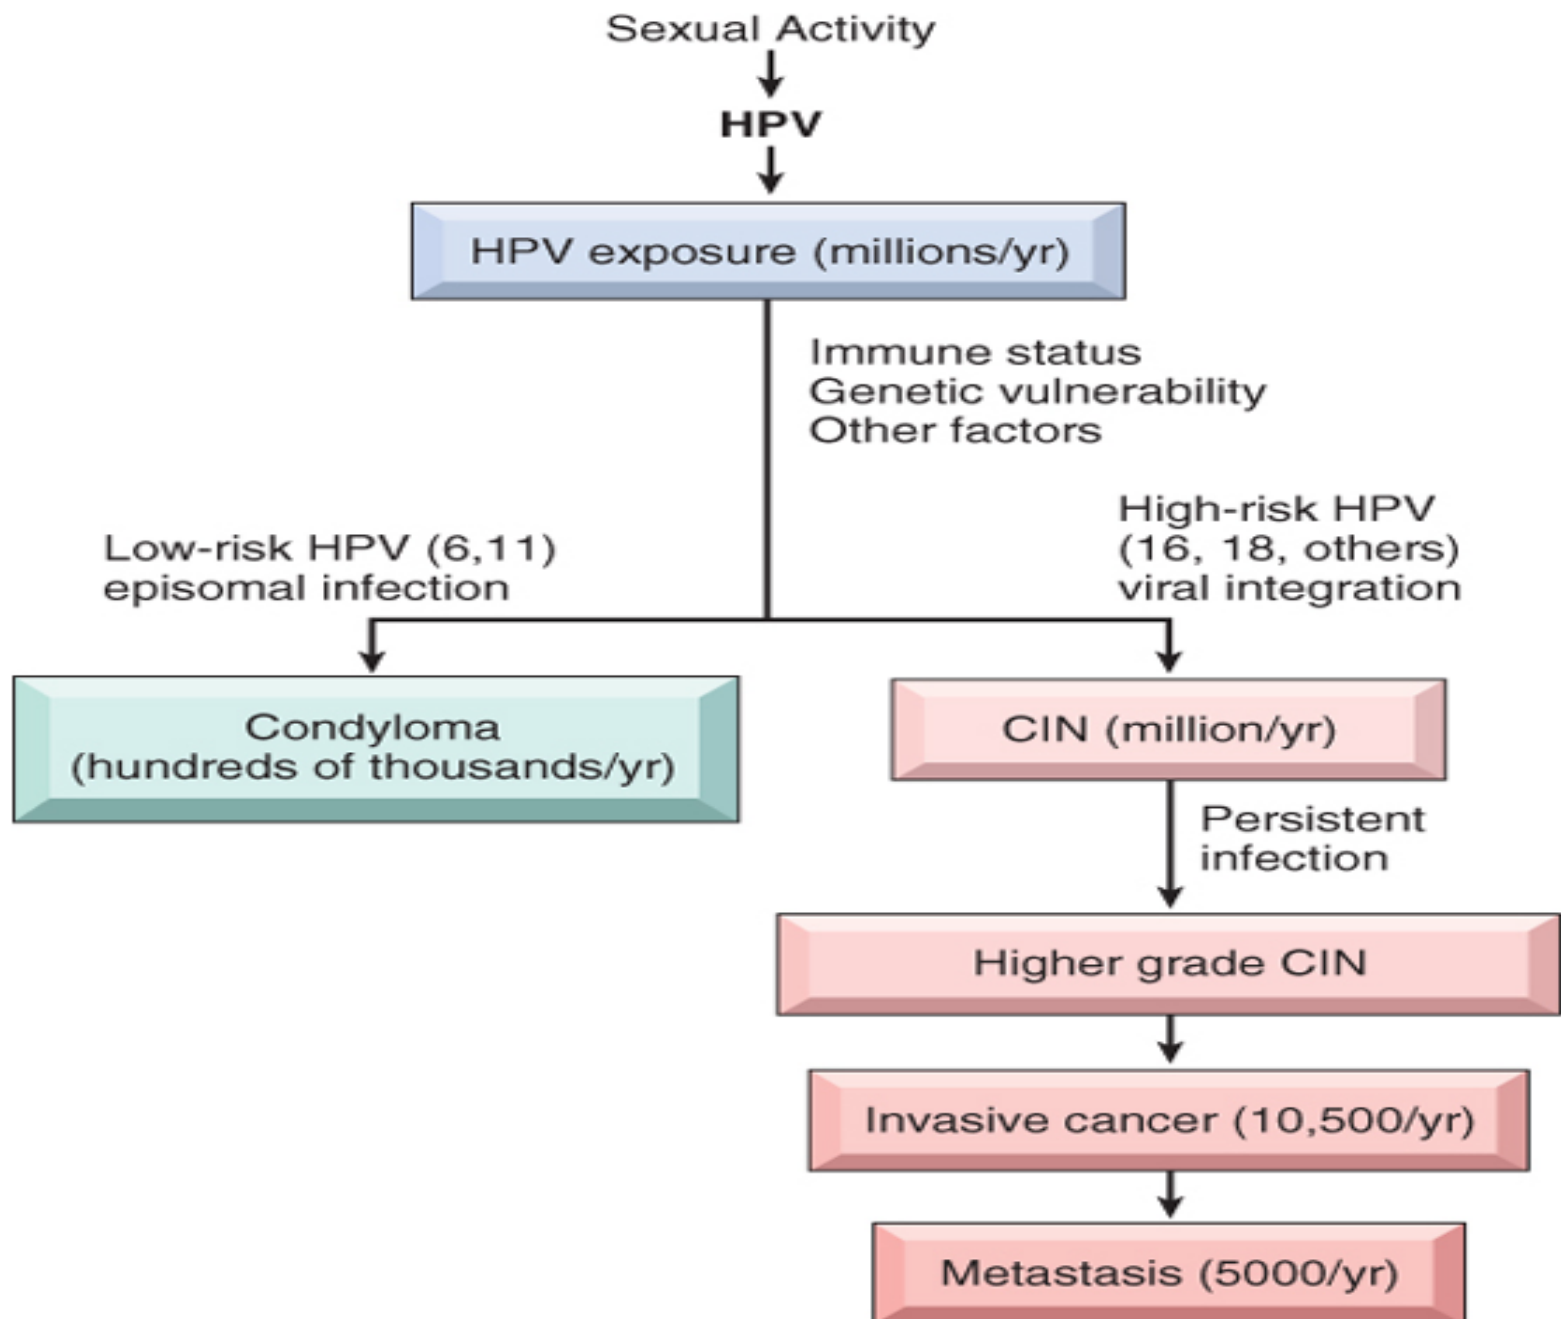 Sexual Activity
HPV
HPV exposure (millions/yr)
Immune status
Genetic vulnerability
Other factors
Low-risk HPV (6,11)
episomal infection
High-risk HPV
(16, 18, others)
viral integration
Condyloma
(hundreds of thousands/yr)
CIN (million/yr)
Persistent
infection
Higher grade CIN
Invasive cancer (10,500/yr)
Metastasis (5000/yr)